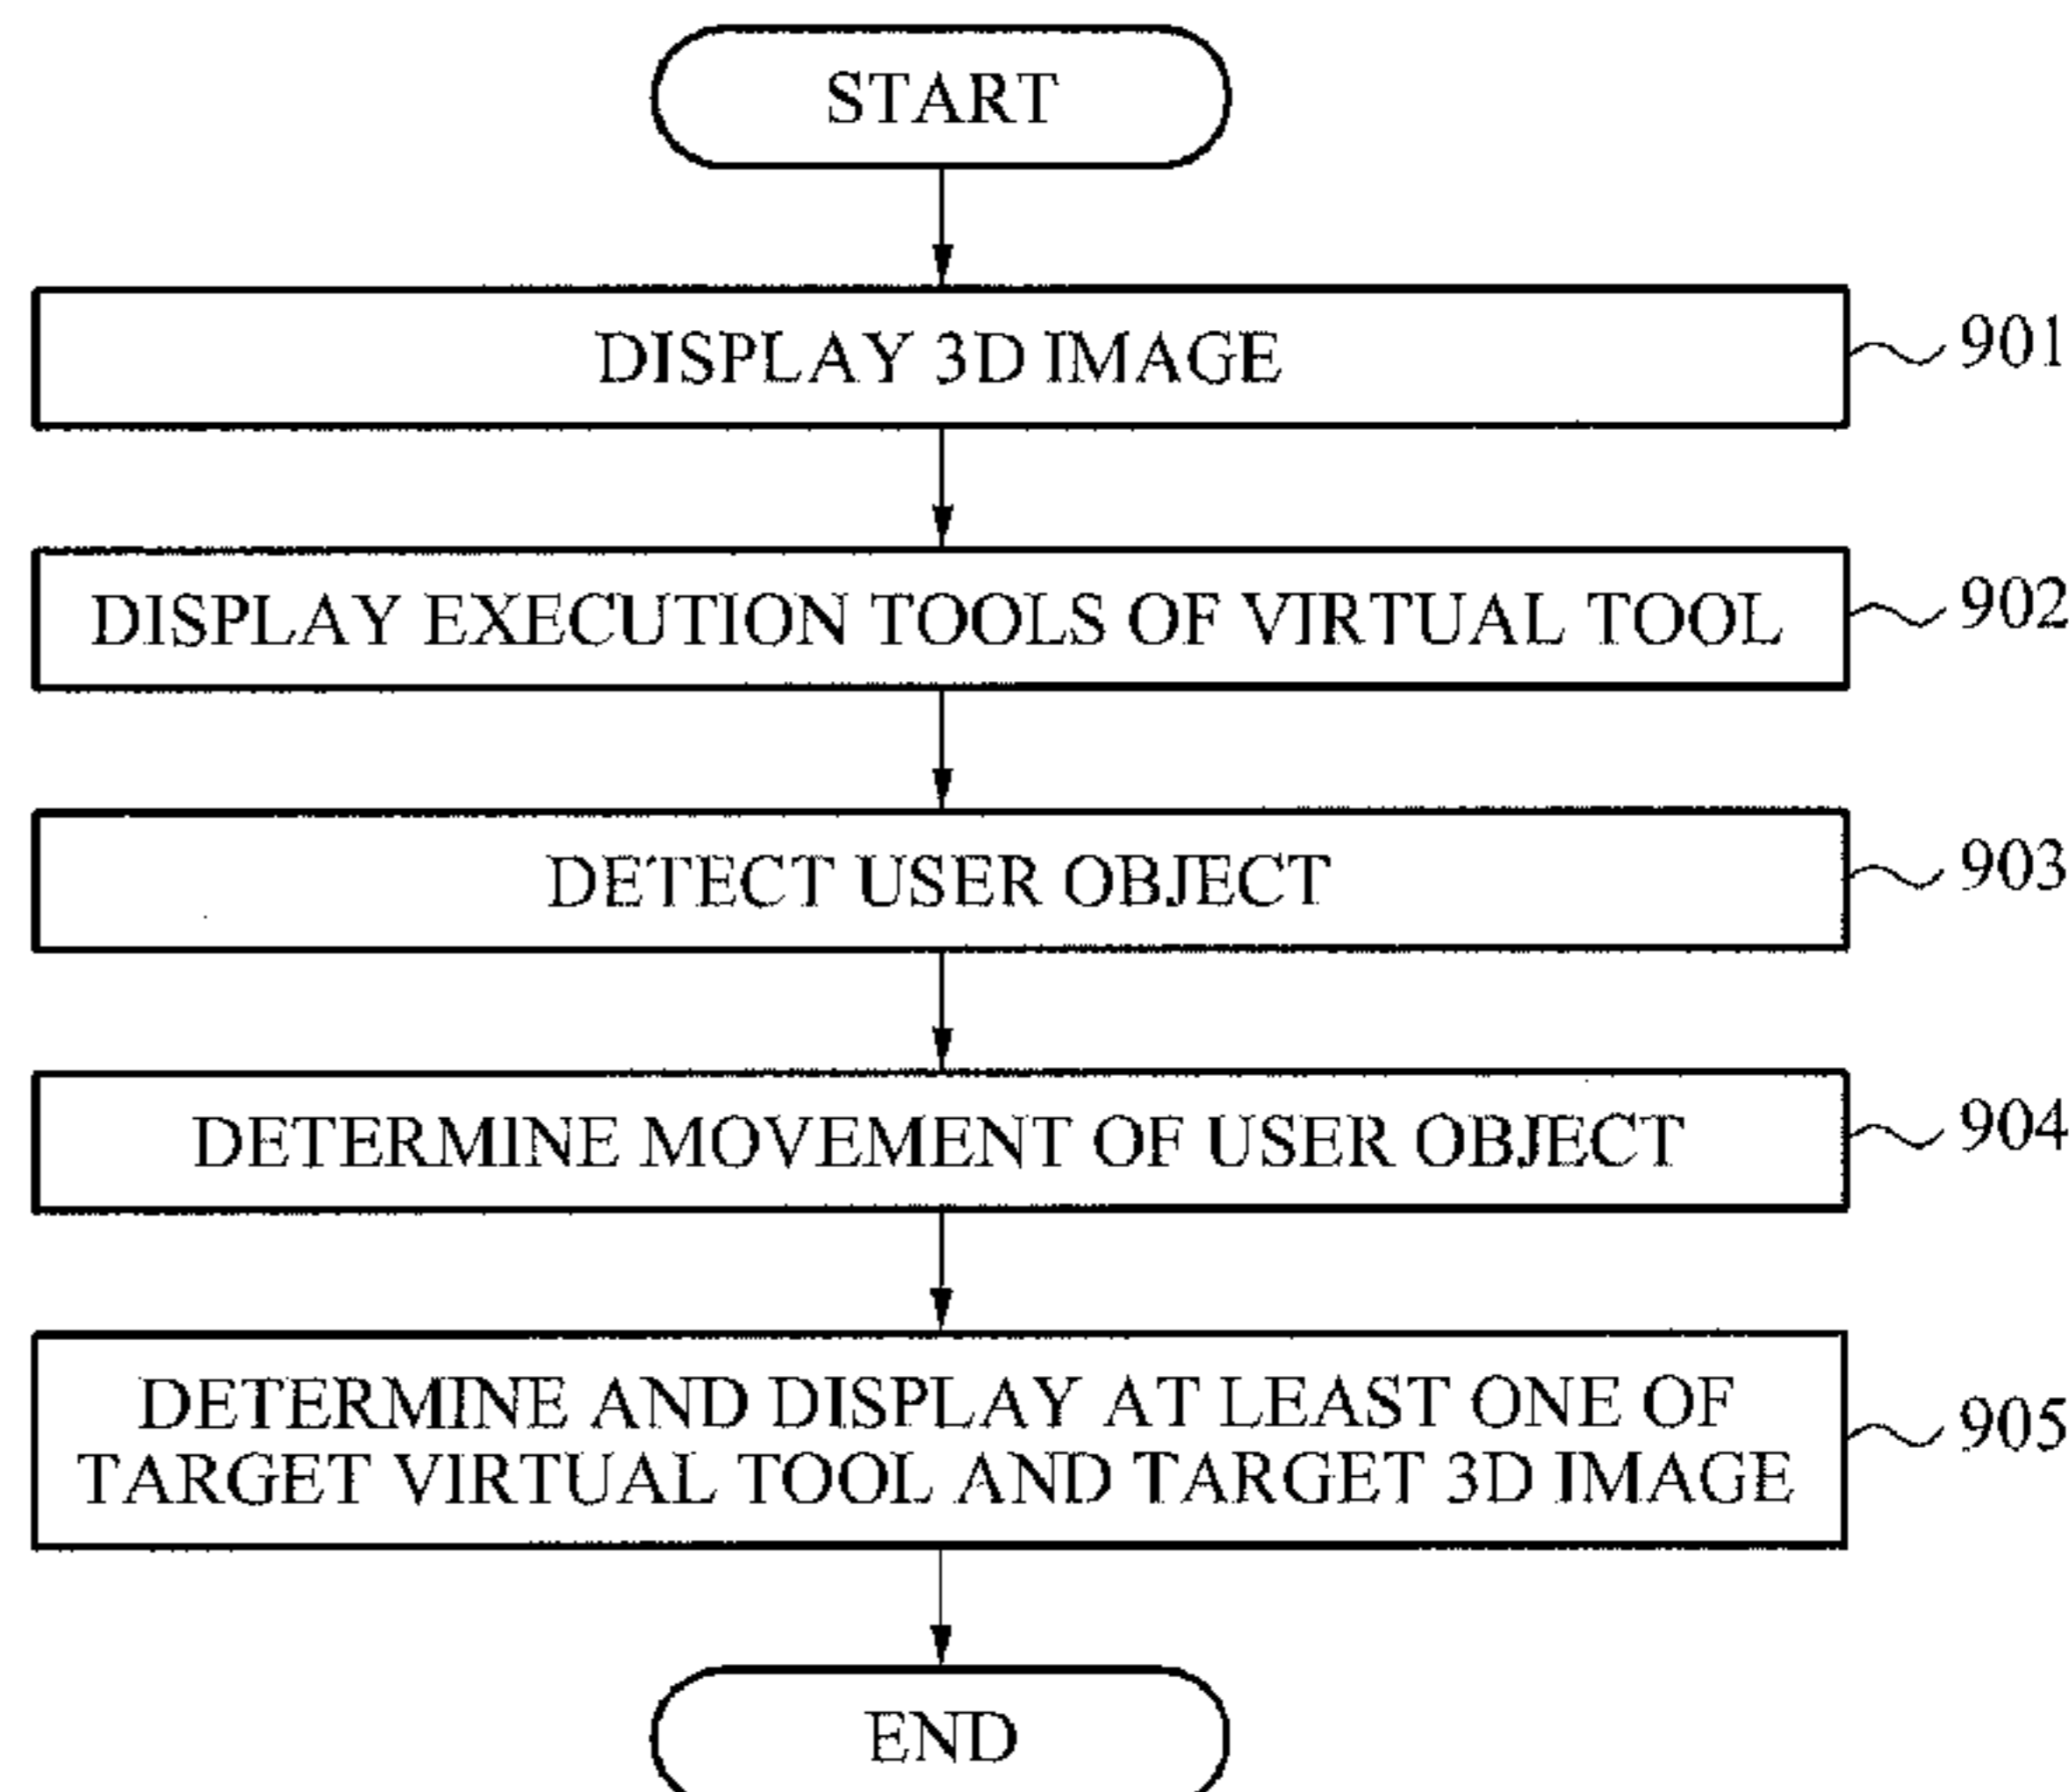 START
DISPLAY 3D IMAGE
901
DISPLAY EXECUTION TOOLS OF VIRTUAL TOOL
902
DETECT USER OBJECT
903
DETERMINE MOVEMENT OF USER OBJECT
904
DETERMINE AND DISPLAY AT LEAST ONE OF
TARGET VIRTUAL TOOL AND TARGET 3D IMAGE
905
END